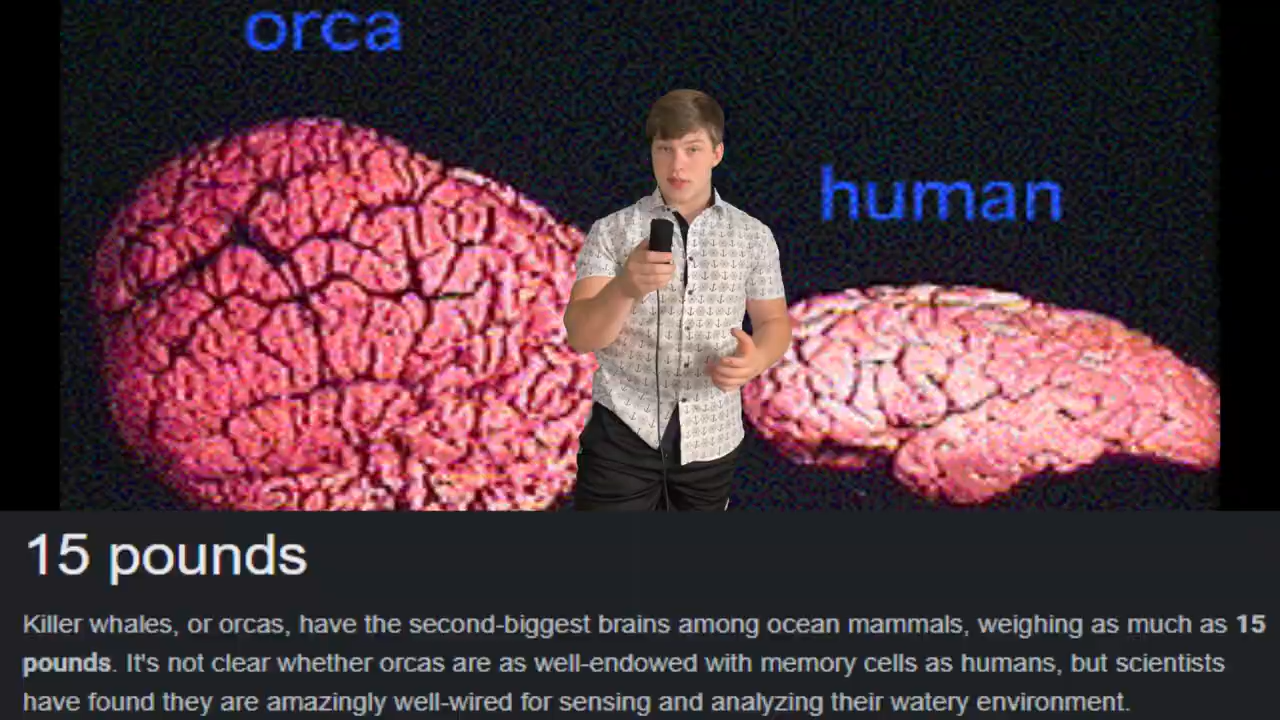 orca
human
15 pounds
Killer whales, or orcas, have the second-biggest brains among ocean mammals, weighing as much as 15
pounds. It's not clear whether orcas are as well-endowed with memory cells as humans, but scientists
have found they are amazingly well-wired for sensing and analyzing their watery environment.